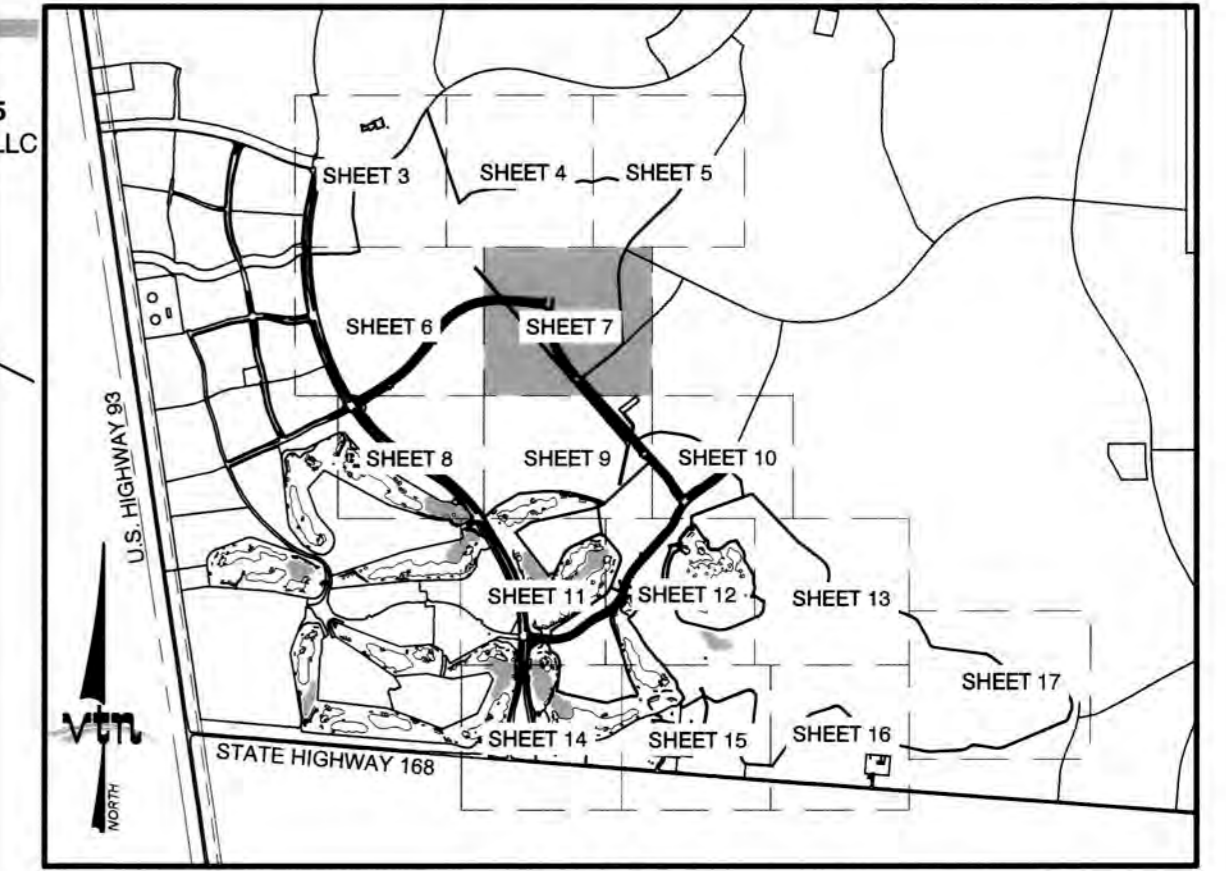 5
LLC
SHEET 3
SHEET 4
SHEET 5
SHEET 6
SHEET 7
U.S. HIGHWAY 93
SHEET 8
SHEET 9
SHEET 10
SHEET 11
SHEET 12
SHEET 13
SHEET 17
vtn
NORTH
STATE HIGHWAY 168
SHEET 14
SHEET 15
SHEET 16